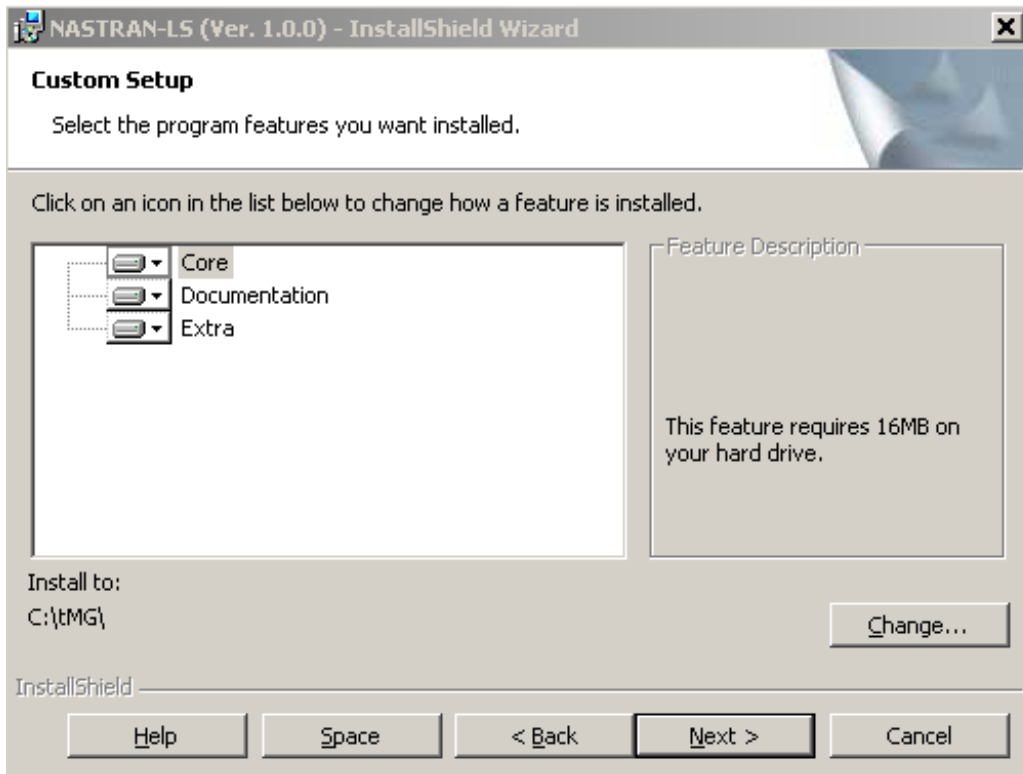 NASTRAN-LS (Ver. 1.0.0) - InstallShield Wizard
Custom Setup
Select the program features you want installed.
Click on an icon in the list below to change how a feature is installed.
Core
Documentation
Extra
Feature Description
This feature requires 16MB on
your hard drive.
Install to:
C:\tMG\
Change...
InstallShield
Help
Space
< Back
Next >
Cancel